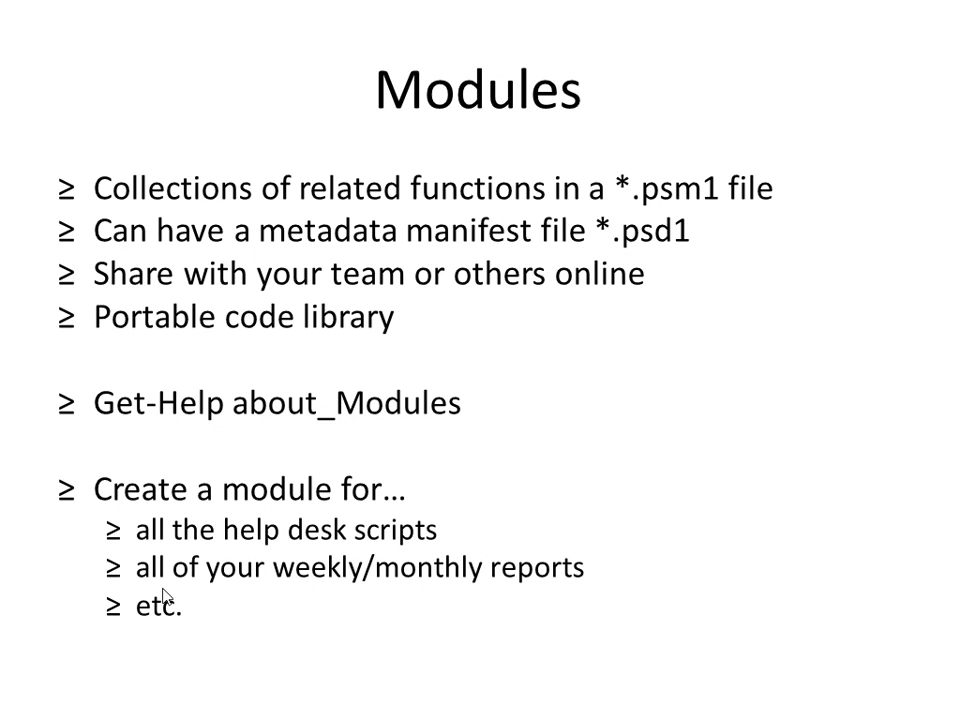 Modules
≥ Collections of related functions in a *.psm1 file
≥ Can have a metadata manifest file *.psd1
≥ Share with your team or others online
≥ Portable code library
≥ Get-Help about_Modules
≥ Create a module for…
≥ all the help desk scripts
≥ all of your weekly/monthly reports
≥ etc.